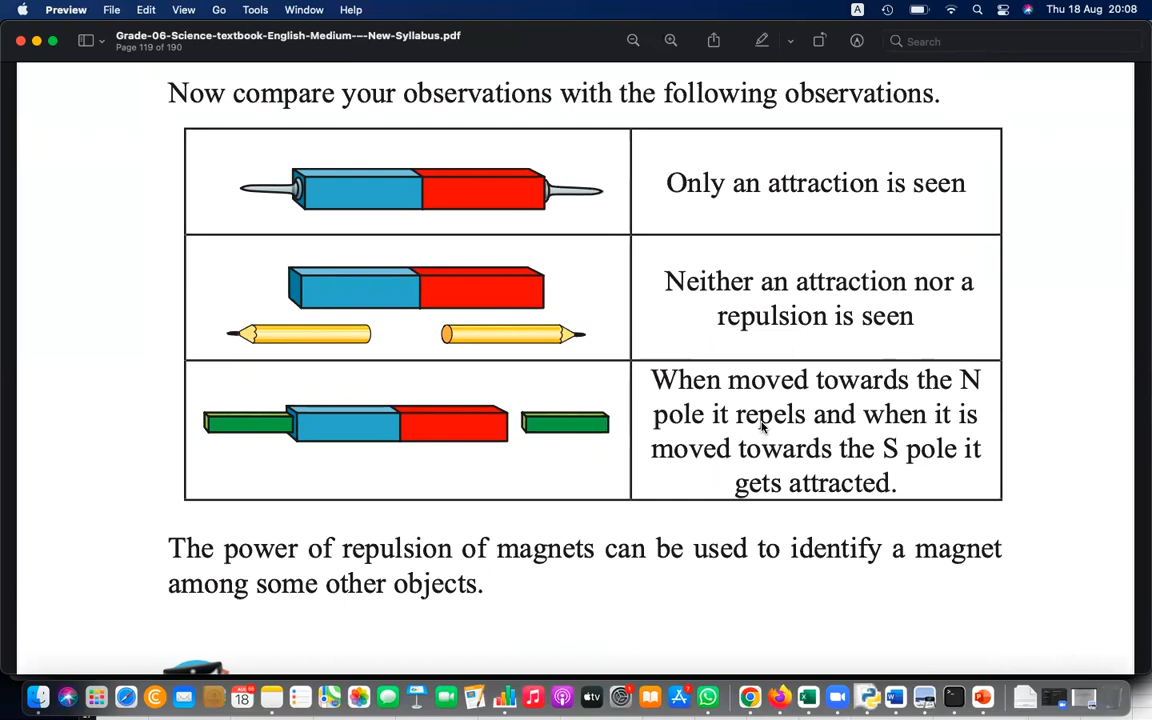 Preview File Edit View Go Tools Window Help A Thu 18 Aug 20:08
Grade-06-Science-textbook-English-Medium-–-New-Syllabus.pdf
Page 119 of 190
Search
Now compare your observations with the following observations.
Only an attraction is seen
Neither an attraction nor a
repulsion is seen
When moved towards the N
pole it repels and when it is
moved towards the S pole it
gets attracted.
The power of repulsion of magnets can be used to identify a magnet
among some other objects.